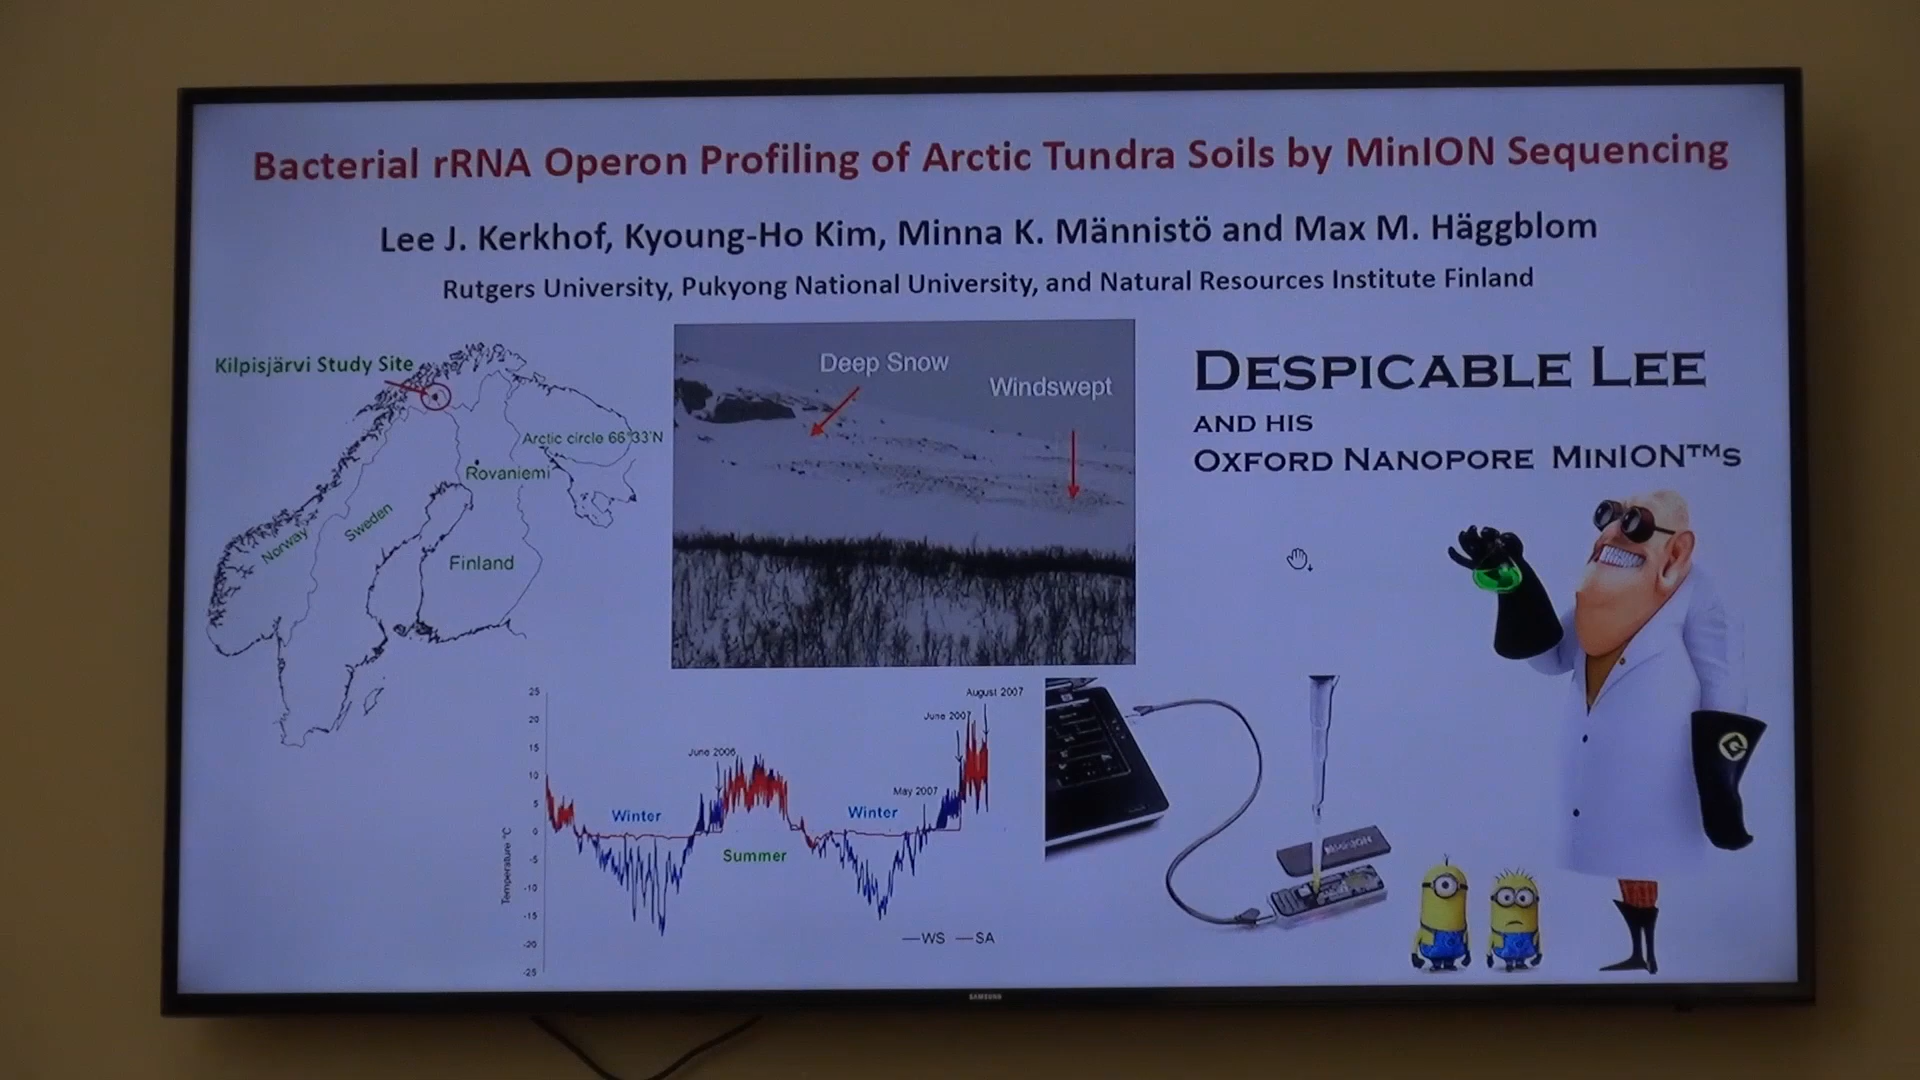 Bacterial rRNA Operon Profiling of Arctic Tundra Soils by MinION Sequencing
Lee J. Kerkhof, Kyoung-Ho Kim, Minna K. Männistö and Max M. Häggblom
Rutgers University, Pukyong National University, and Natural Resources Institute Finland
Kilpisjärvi Study Site
Arctic circle 66°33'N
Rovaniemi
Norway
Sweden
Finland
Deep Snow
Windswept
DESPICABLE LEE
AND HIS
OXFORD NANOPORE MINION™S
25
20
15
10
5
0
-5
-10
-15
-20
-25
Temperature °C
June 2006
May 2007
June 2007
August 2007
Winter
Summer
Winter
WS
SA
MinION
SAMSUNG